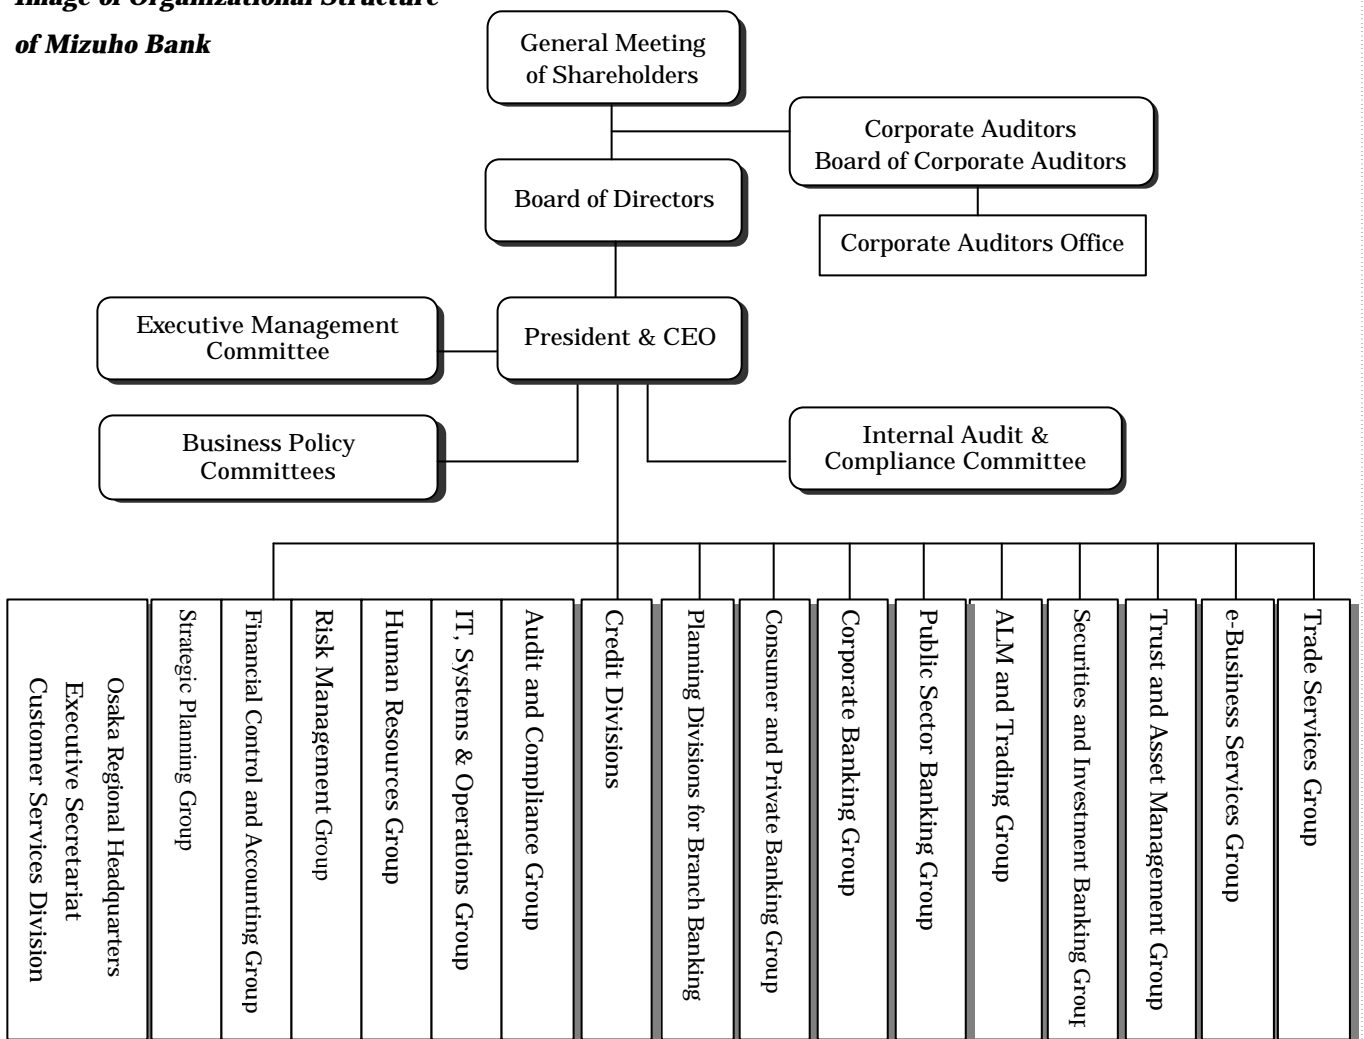 Image of Organizational Structure
of Mizuho Bank
General Meeting
of Shareholders
Corporate Auditors
Board of Corporate Auditors
Board of Directors
Corporate Auditors Office
Executive Management
Committee
President & CEO
Business Policy
Committees
Internal Audit &
Compliance Committee
Osaka Regional Headquarters
Executive Secretariat
Customer Services Division
Strategic Planning Group
Financial Control and Accounting Group
Risk Management Group
Human Resources Group
IT, Systems & Operations Group
Audit and Compliance Group
Credit Divisions
Planning Divisions for Branch Banking
Consumer and Private Banking Group
Corporate Banking Group
Public Sector Banking Group
ALM and Trading Group
Securities and Investment Banking Group
Trust and Asset Management Group
e-Business Services Group
Trade Services Group